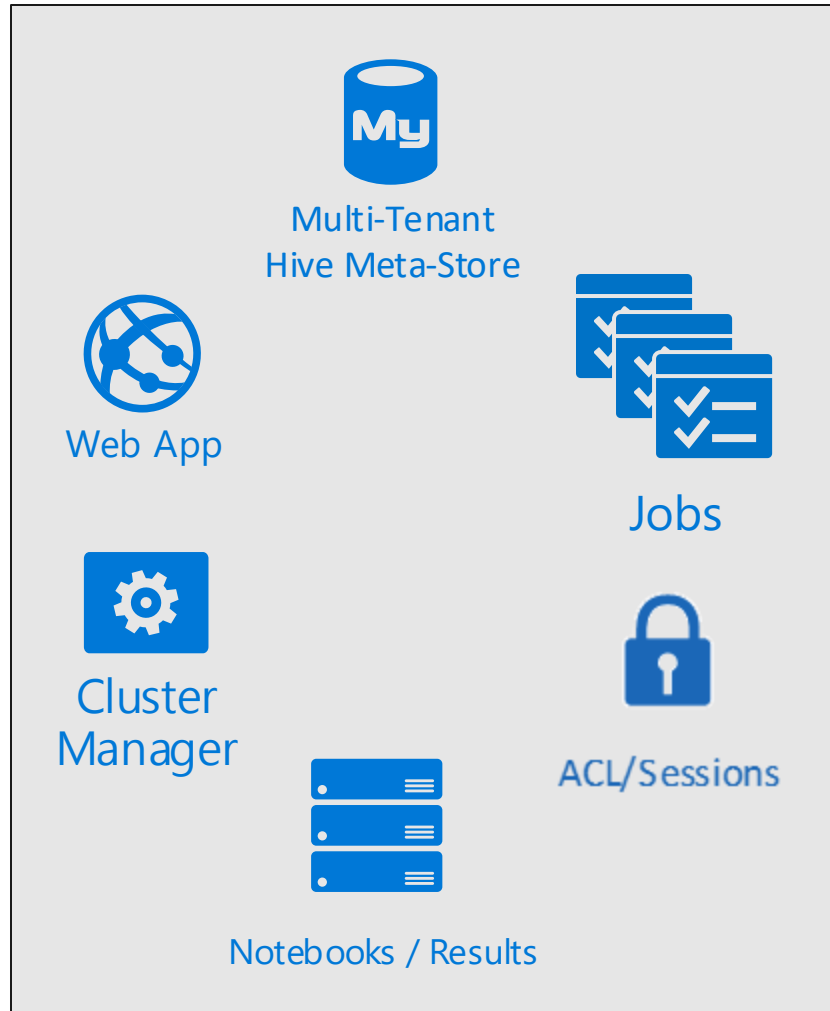 My
Multi-Tenant
Hive Meta-Store
Web App
Jobs
Cluster
Manager
ACL/Sessions
Notebooks / Results